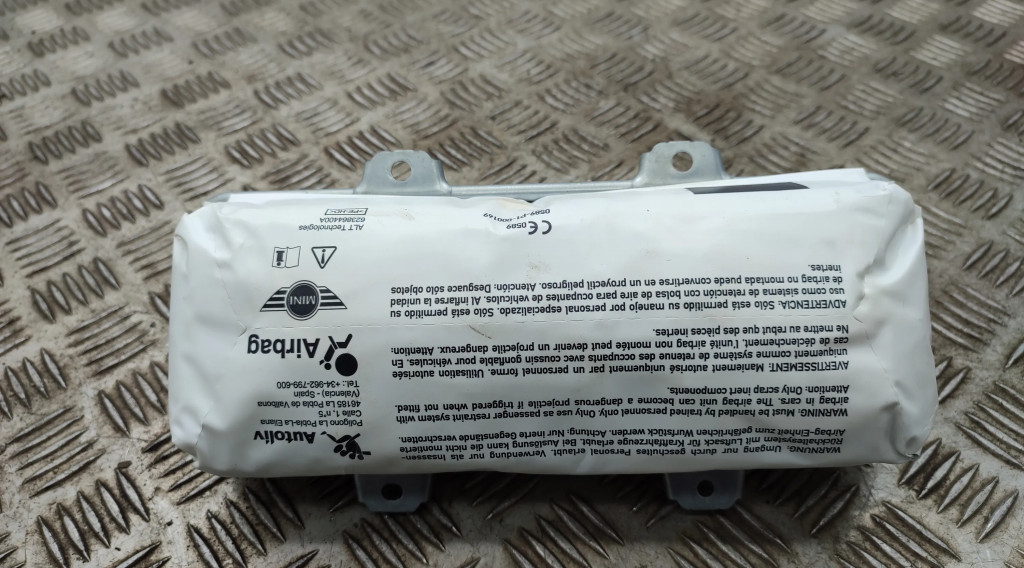 Autoliv
Polígono La Pobla-La Eliana
Calle 1, nº5
46185 La Pobla de Vallbona
(Valencia) - Spain
Tel.: +34-962-799-600
Airbag
MINI
ALT Technologies
623864400A
>PE-HD<
WARNUNG: Umgang nur durch geschultes Personal erlaubt. Verwendung nur als Insassen-
Rückhaltesystem mit Luftsack für Kraftfahrzeuge erlaubt. Bei Auslösung kann die nicht montierte
Airbag-Einheit zum gefährlichen Wurfstück werden. Achtung: Nur inerte Gegenstände verschrotten.
WARNING: Must be handled by trained personnel only. Only use as passenger restraint system with
airbag in cars. The airbag unit can become a dangerous projectile if triggered when not fitted.
Attention: Only scrap inert components.
AVERTISSEMENT: Maniement autorisé uniquement par un personnel formé. Utilisation autorisée
uniquement comme système de retenue des occupants avec coussin gonflable pour véhicules. En
cas de déclenchement, l'unité airbag non montée peut devenir un projectile dangereux. Attention:
Ne mettre au rebut que des pièces inertes.
ADVERTENCIA: Sólo está permitido su manejo por personal especializado. Sólo está permitido su
uso como sistema de retención con bolsa de aire para ocupantes de vehículos. Al inflarse la unidad
de airbag no montada puede convertirse en un proyectil peligroso. Atención: Desguace sólo objetos
inertes.
CE 0589
0589-P1-000169